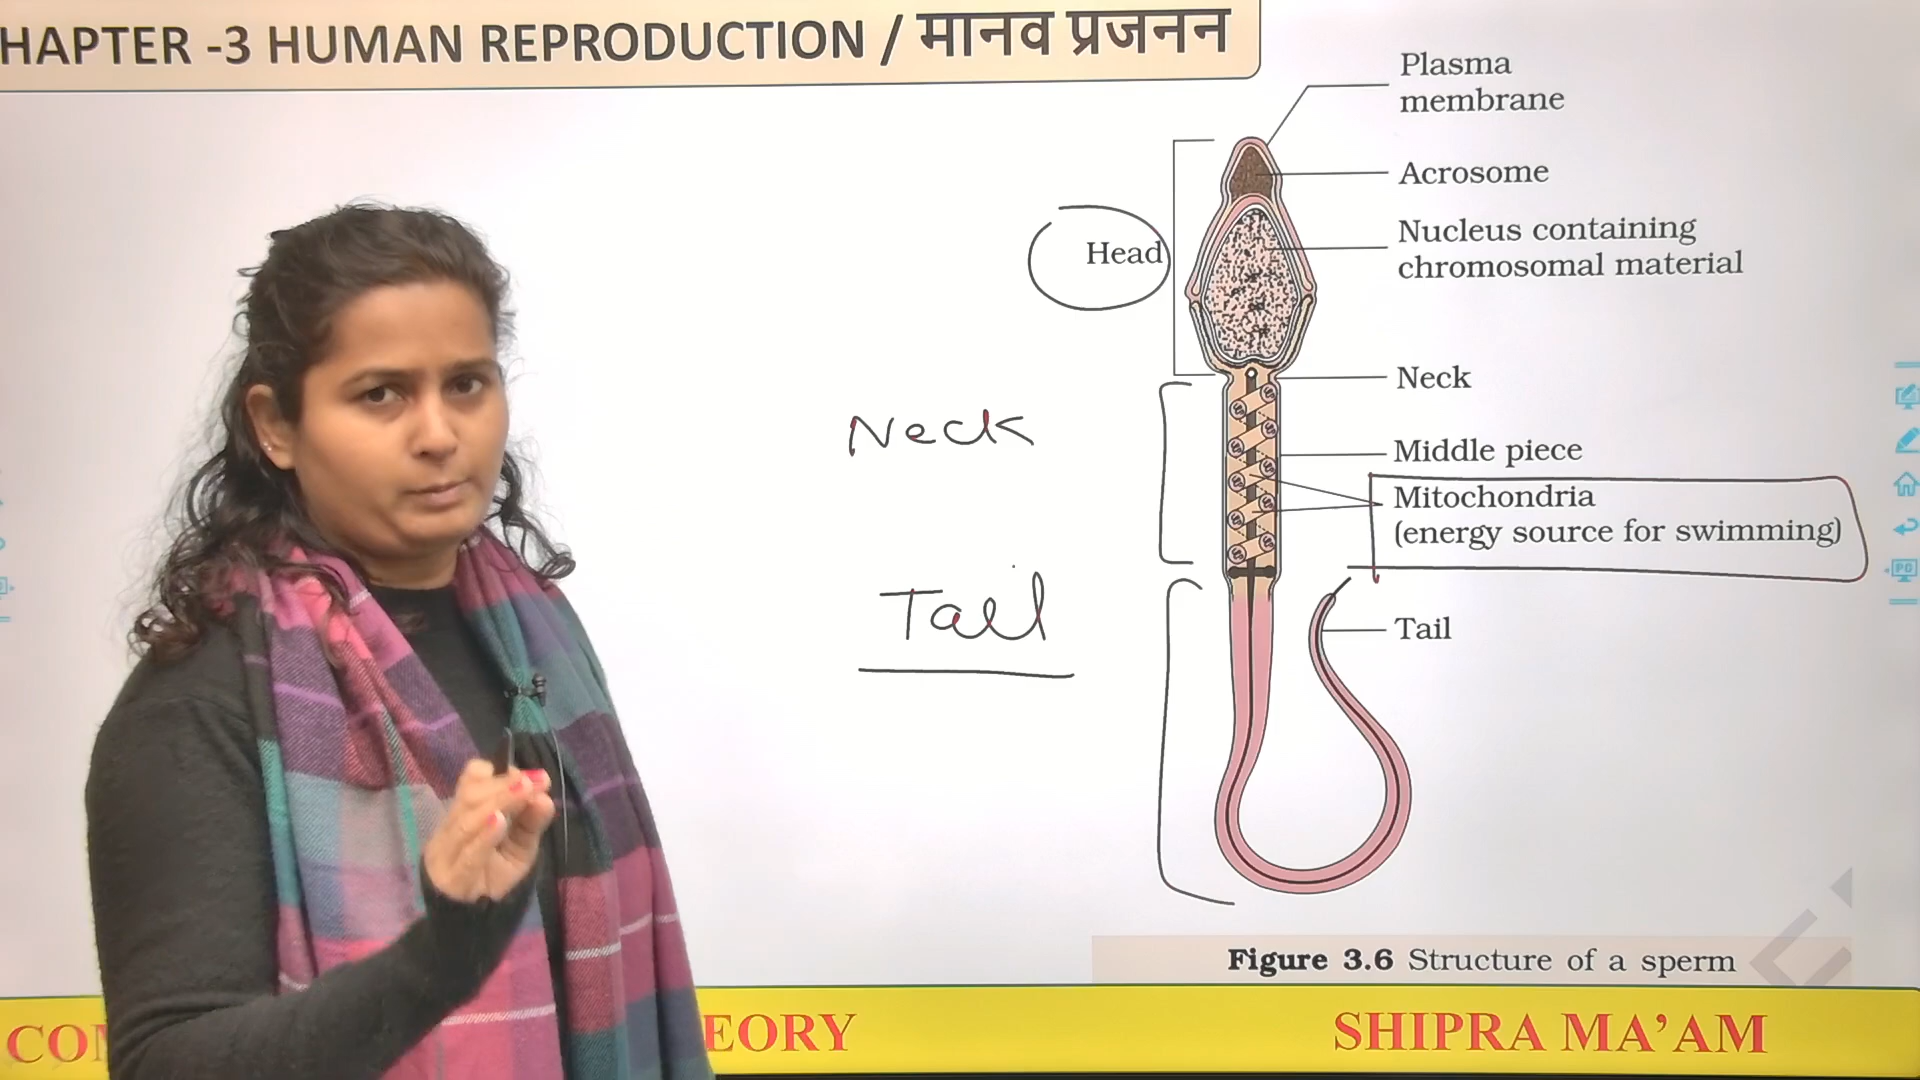 HAPTER -3 HUMAN REPRODUCTION / मानव प्रजनन
Plasma
membrane
Acrosome
Head
Nucleus containing
chromosomal material
Neck
Neck
Middle piece
Mitochondria
(energy source for swimming)
Tail
Tail
Figure 3.6 Structure of a sperm
CO EORY SHIPRA MA'AM